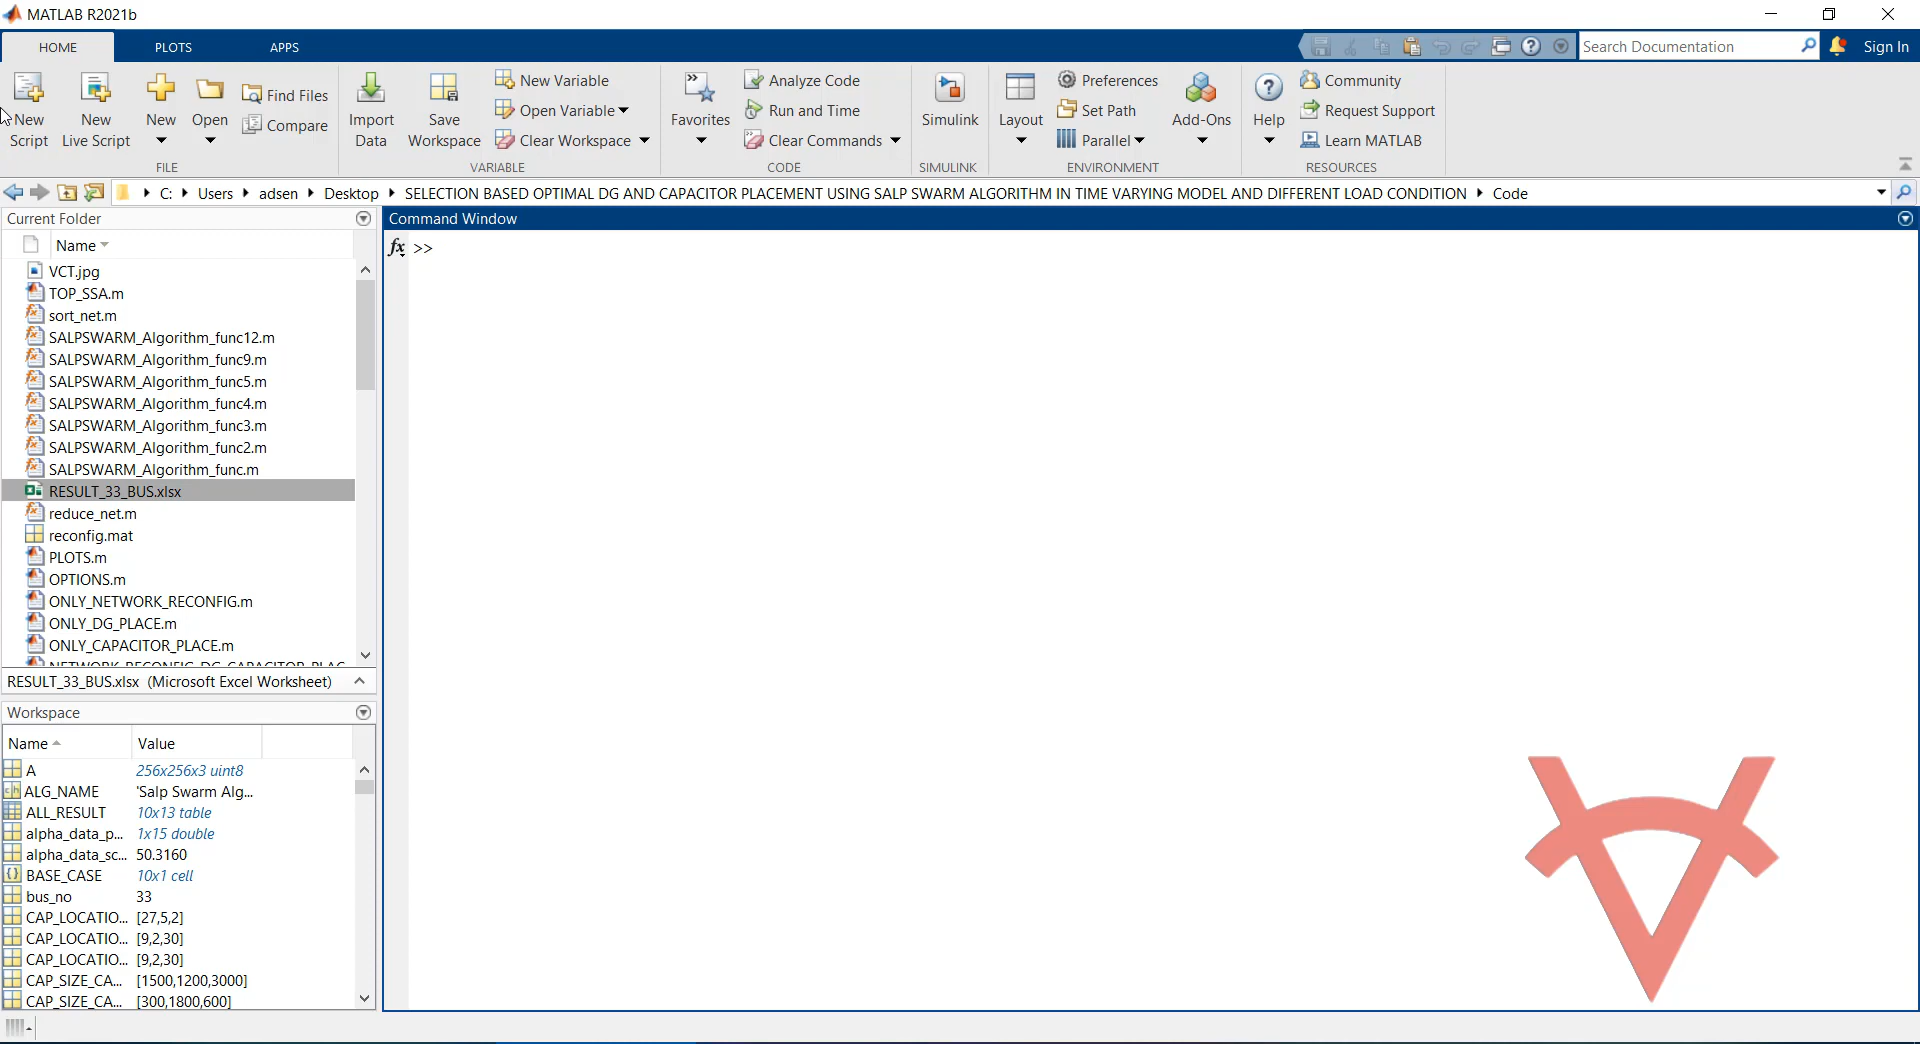 MATLAB R2021b
HOME PLOTS APPS
Search Documentation
Sign In
New Script
New Live Script
New
Open
Find Files
Compare
FILE
Import Data
Save Workspace
New Variable
Open Variable
Clear Workspace
VARIABLE
Favorites
Analyze Code
Run and Time
Clear Commands
CODE
Simulink
SIMULINK
Layout
Preferences
Set Path
Parallel
Add-Ons
ENVIRONMENT
Help
Community
Request Support
Learn MATLAB
RESOURCES
C: Users adsen Desktop SELECTION BASED OPTIMAL DG AND CAPACITOR PLACEMENT USING SALP SWARM ALGORITHM IN TIME VARYING MODEL AND DIFFERENT LOAD CONDITION Code
Current Folder
Name
VCT.jpg
TOP_SSA.m
sort_net.m
SALPSWARM_Algorithm_func12.m
SALPSWARM_Algorithm_func9.m
SALPSWARM_Algorithm_func5.m
SALPSWARM_Algorithm_func4.m
SALPSWARM_Algorithm_func3.m
SALPSWARM_Algorithm_func2.m
SALPSWARM_Algorithm_func.m
RESULT_33_BUS.xlsx
reduce_net.m
reconfig.mat
PLOTS.m
OPTIONS.m
ONLY_NETWORK_RECONFIG.m
ONLY_DG_PLACE.m
ONLY_CAPACITOR_PLACE.m
RESULT_33_BUS.xlsx (Microsoft Excel Worksheet)
Workspace
Name Value
A 256x256x3 uint8
ALG_NAME 'Salp Swarm Alg...
ALL_RESULT 10x13 table
alpha_data_p... 1x15 double
alpha_data_sc... 50.3160
BASE_CASE 10x1 cell
bus_no 33
CAP_LOCATIO... [27,5,2]
CAP_LOCATIO... [9,2,30]
CAP_LOCATIO... [9,2,30]
CAP_SIZE_CA... [1500,1200,3000]
CAP_SIZE_CA... [300,1800,600]
Command Window
fx >>